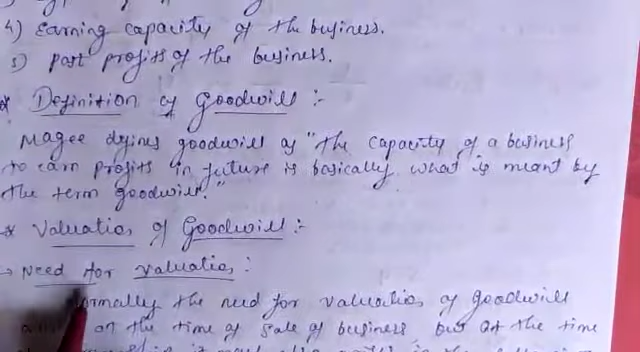 4) Earning capacity of the business.
5) Past profits of the business.
* Definition of Goodwill :-
Magee defines goodwill as "the capacity of a business
to earn profits in future is basically what is meant by
the term goodwill."
* Valuation of Goodwill :-
→ Need for valuation :
Normally the need for valuation of goodwill
at the time of sale of business, but at the time